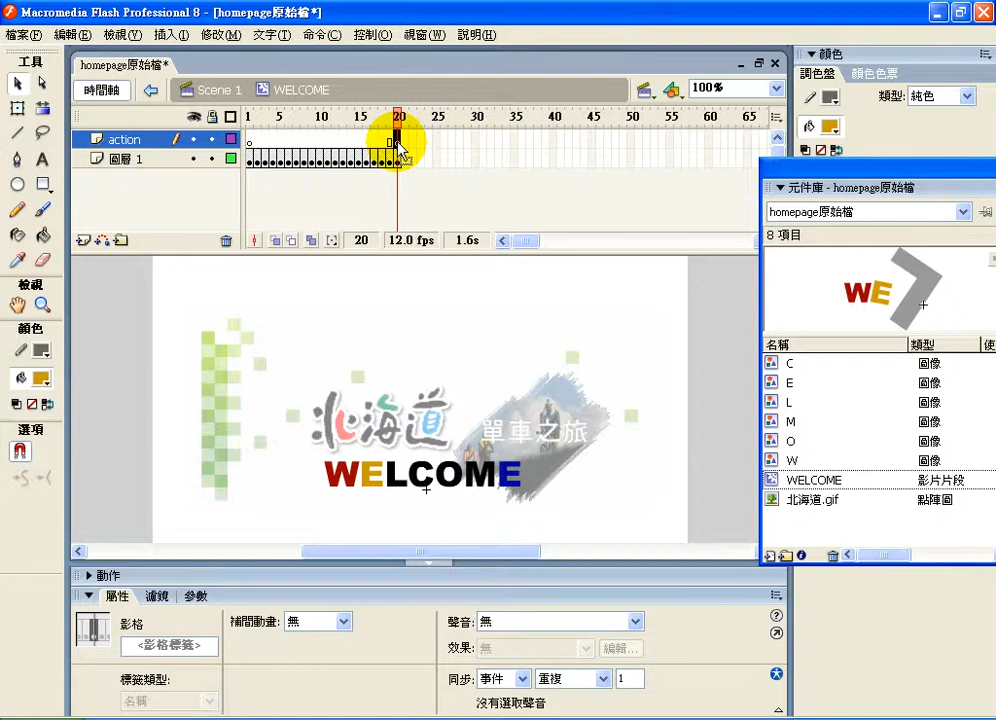 Macromedia Flash Professional 8 - [homepage原始檔*]
檔案(F) 編輯(E) 檢視(V) 插入(I) 修改(M) 文字(T) 命令(C) 控制(O) 視窗(W) 說明(H)
工具
homepage原始檔*
時間軸 Scene 1 WELCOME 100%
1 5 10 15 20 25 30 35 40 45 50 55 60 65
action
圖層 1
20 12.0 fps 1.6s
檢視
顏色
選項
北海道
單車之旅
WELCOME
顏色
調色盤 顏色色票
類型: 純色
元件庫 - homepage原始檔
homepage原始檔
8 項目
WE
名稱 類型 使
C 圖像
E 圖像
L 圖像
M 圖像
O 圖像
W 圖像
WELCOME 影片片段
北海道.gif 點陣圖
動作
屬性 濾鏡 參數
影格
<影格標籤>
標籤類型:
名稱
補間動畫: 無
聲音: 無
效果: 無 編輯...
同步: 事件 重複 1
沒有選取聲音